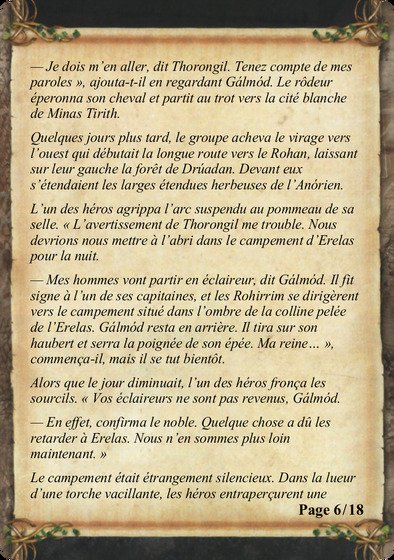 — Je dois m’en aller, dit Thorongil. Tenez compte de mes
paroles », ajouta-t-il en regardant Gálmód. Le rôdeur
éperonna son cheval et partit au trot vers la cité blanche
de Minas Tirith.
Quelques jours plus tard, le groupe acheva le virage vers
l’ouest qui débutait la longue route vers le Rohan, laissant
sur leur gauche la forêt de Drúadan. Devant eux
s’étendaient les larges étendues herbeuses de l’Anórien.
L’un des héros agrippa l’arc suspendu au pommeau de sa
selle. « L’avertissement de Thorongil me trouble. Nous
devrions nous mettre à l’abri dans le campement d’Erelas
pour la nuit.
— Mes hommes vont partir en éclaireur, dit Gálmód. Il fit
signe à l’un de ses capitaines, et les Rohirrim se dirigèrent
vers le campement situé dans l’ombre de la colline pelée
de l’Erelas. Gálmód resta en arrière. Il tira sur son
haubert et serra la poignée de son épée. Ma reine… »,
commença-il, mais il se tut bientôt.
Alors que le jour diminuait, l’un des héros fronça les
sourcils. « Vos éclaireurs ne sont pas revenus, Gálmód.
— En effet, confirma le noble. Quelque chose a dû les
retarder à Erelas. Nous n’en sommes plus loin
maintenant. »
Le campement était étrangement silencieux. Dans la lueur
d’une torche vacillante, les héros entraperçurent une
Page 6/18